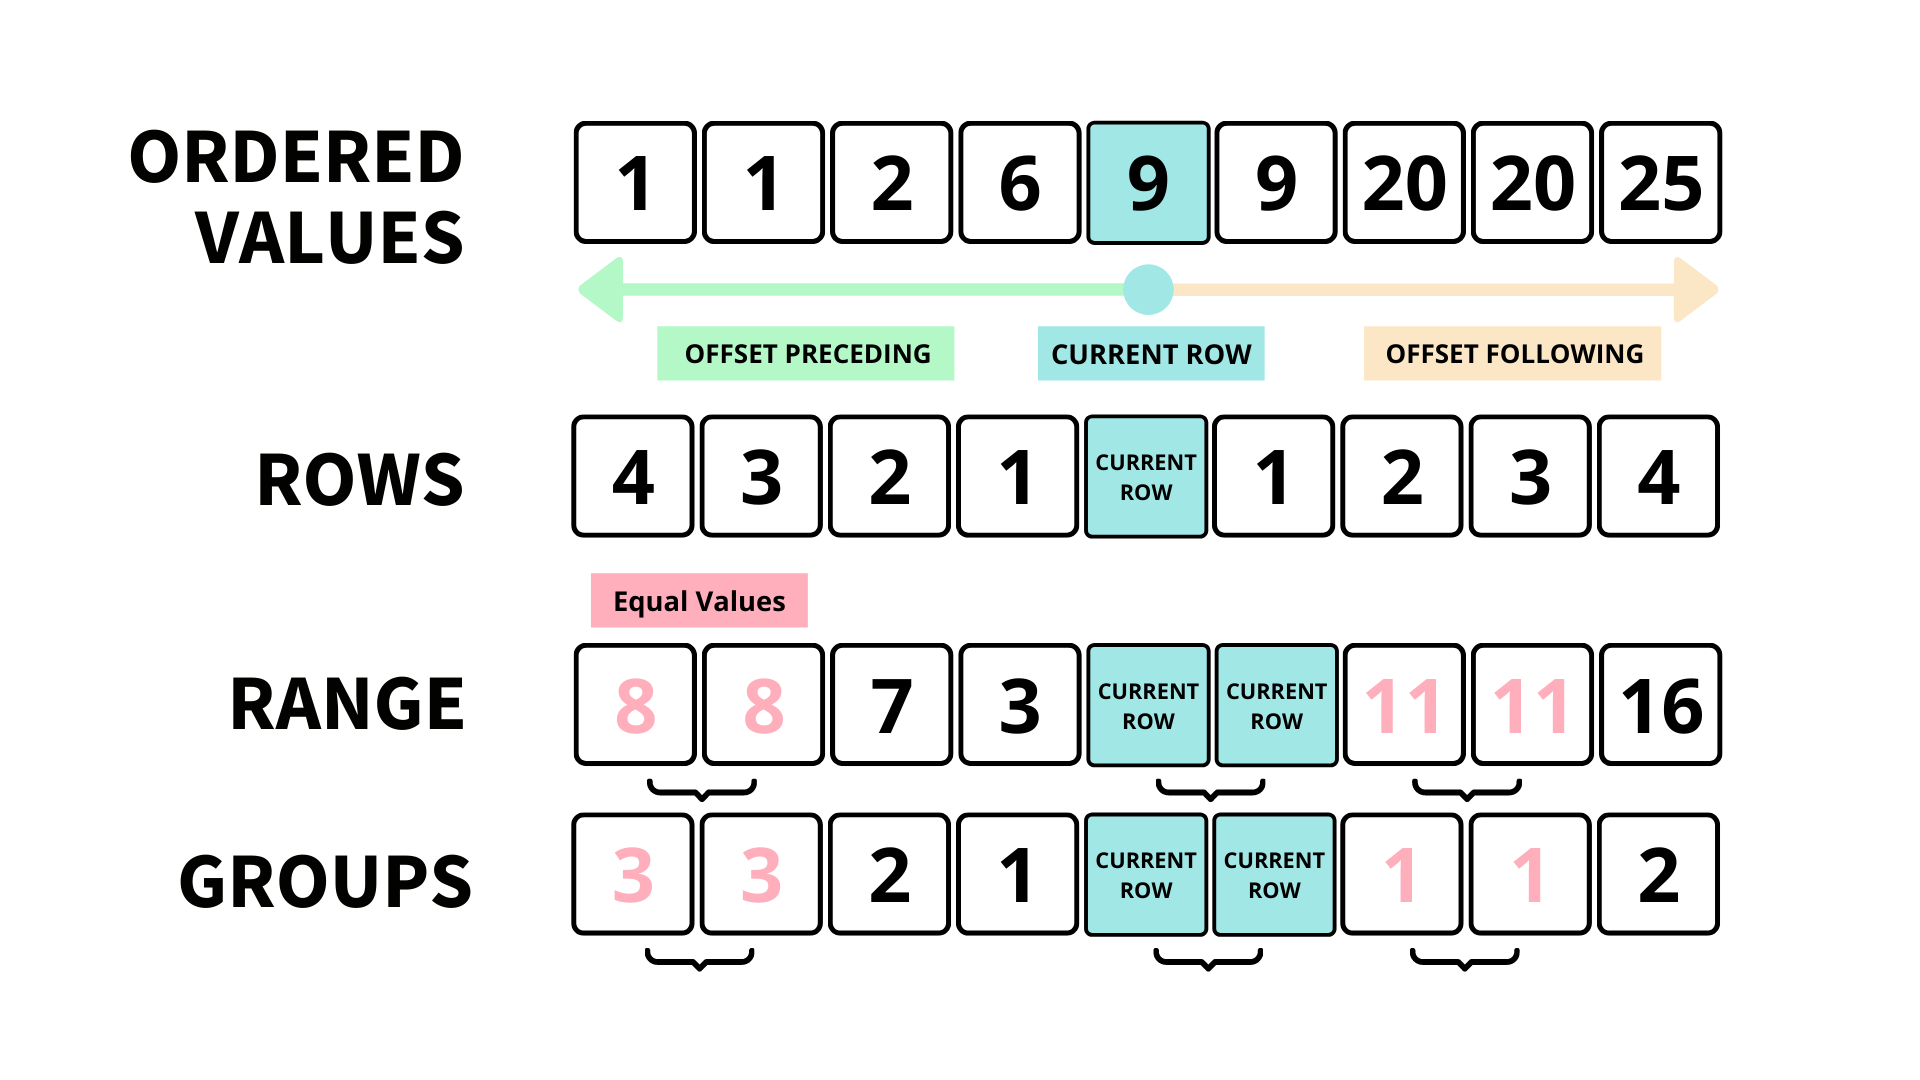 ORDERED
VALUES
1 1 2 6 9 9 20 20 25
OFFSET PRECEDING
CURRENT ROW
OFFSET FOLLOWING
ROWS
4 3 2 1 CURRENT
ROW 1 2 3 4
Equal Values
RANGE
8 8 7 3 CURRENT
ROW CURRENT
ROW 11 11 16
GROUPS
3 3 2 1 CURRENT
ROW CURRENT
ROW 1 1 2